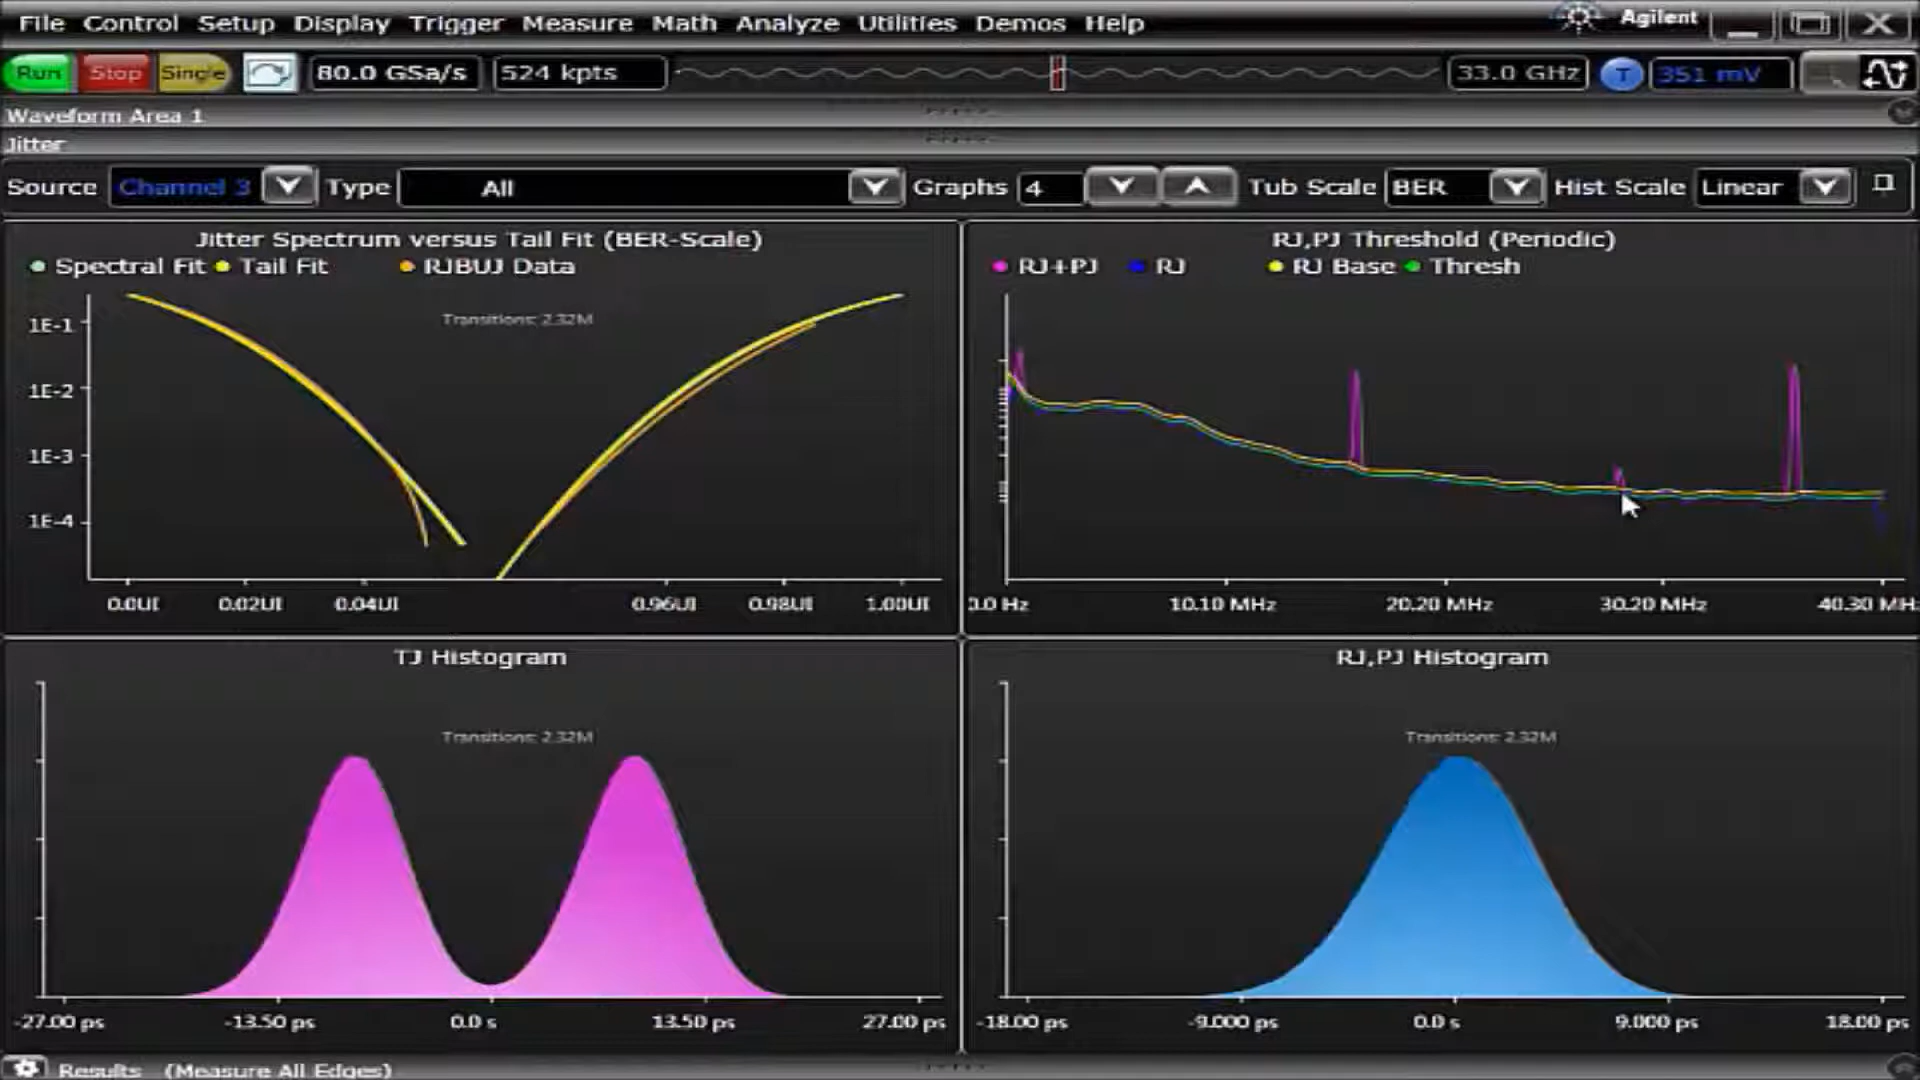 File Control Setup Display Trigger Measure Math Analyze Utilities Demos Help Agilent
Run Stop Single 80.0 GSa/s 524 kpts 33.0 GHz T 351 mV
Waveform Area 1
Jitter
Source Channel 3 Type All Graphs 4 Tub Scale BER Hist Scale Linear
Jitter Spectrum versus Tail Fit (BER-Scale)
Spectral Fit Tail Fit RJBUJ Data
Transitions: 2.32M
1E-1
1E-2
1E-3
1E-4
0.0UI 0.02UI 0.04UI 0.96UI 0.98UI 1.00UI
RJ,PJ Threshold (Periodic)
RJ+PJ RJ RJ Base Thresh
0.0 Hz 10.10 MHz 20.20 MHz 30.20 MHz 40.30 MH
TJ Histogram
Transitions: 2.32M
-27.00 ps -13.50 ps 0.0 s 13.50 ps 27.00 ps
RJ,PJ Histogram
Transitions: 2.32M
-18.00 ps -9.000 ps 0.0 s 9.000 ps 18.00 ps
Results (Measure All Edges)